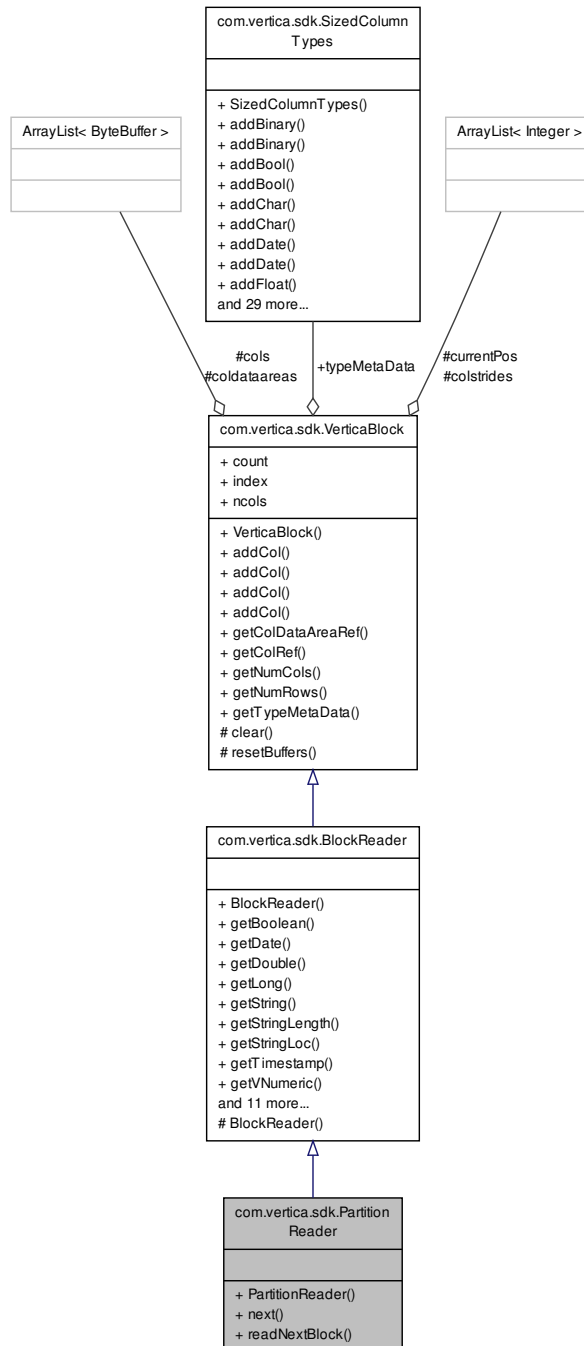 com.vertica.sdk.SizedColumn
Types
+ SizedColumnTypes()
+ addBinary()
+ addBinary()
+ addBool()
+ addBool()
+ addChar()
+ addChar()
+ addDate()
+ addDate()
+ addFloat()
and 29 more...
ArrayList< ByteBuffer >
ArrayList< Integer >
#cols
#coldataareas
+typeMetaData
#currentPos
#colstrides
com.vertica.sdk.VerticaBlock
+ count
+ index
+ ncols
+ VerticaBlock()
+ addCol()
+ addCol()
+ addCol()
+ addCol()
+ getColDataAreaRef()
+ getColRef()
+ getNumCols()
+ getNumRows()
+ getTypeMetaData()
# clear()
# resetBuffers()
com.vertica.sdk.BlockReader
+ BlockReader()
+ getBoolean()
+ getDate()
+ getDouble()
+ getLong()
+ getString()
+ getStringLength()
+ getStringLoc()
+ getTimestamp()
+ getVNumeric()
and 11 more...
# BlockReader()
com.vertica.sdk.Partition
Reader
+ PartitionReader()
+ next()
+ readNextBlock()